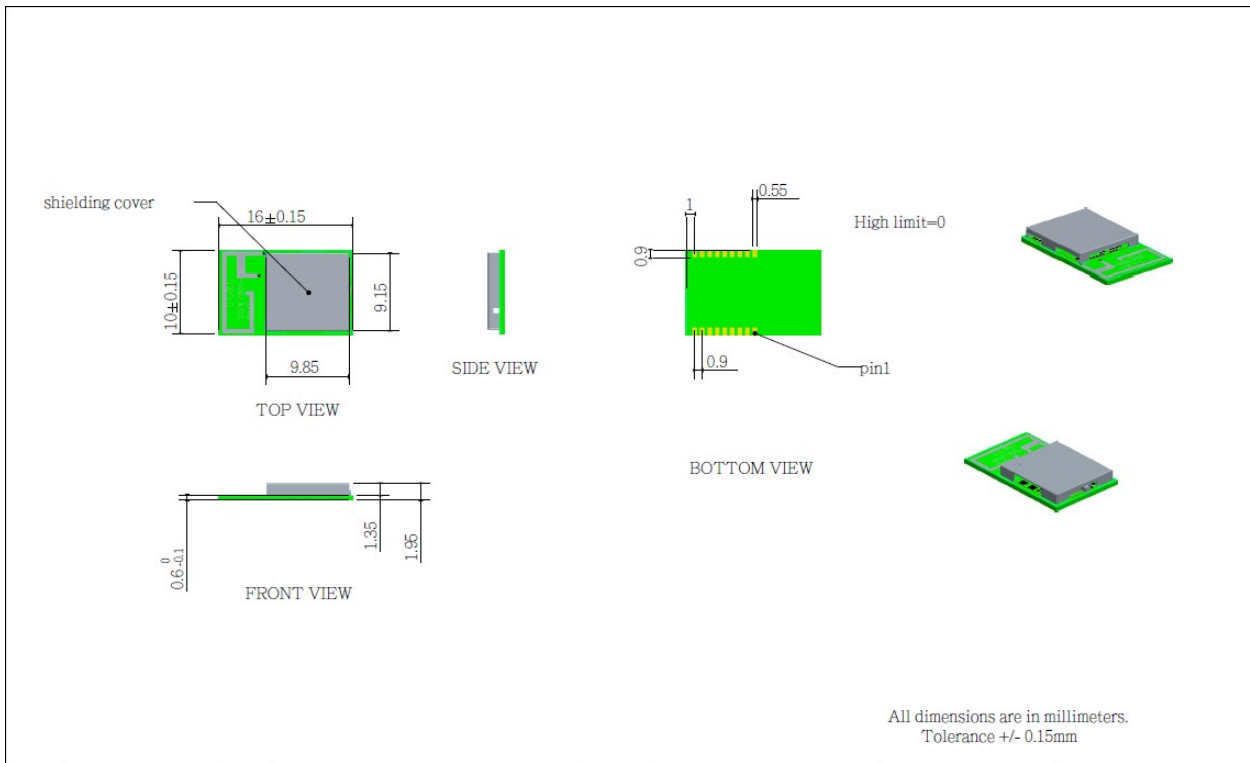 shielding cover
16±0.15
10±0.15
9.15
9.85
TOP VIEW
SIDE VIEW
1
0.55
0.9
0.9
pin1
BOTTOM VIEW
High limit=0
0
0.6-0.1
1.35
1.95
FRONT VIEW
All dimensions are in millimeters.
Tolerance +/- 0.15mm